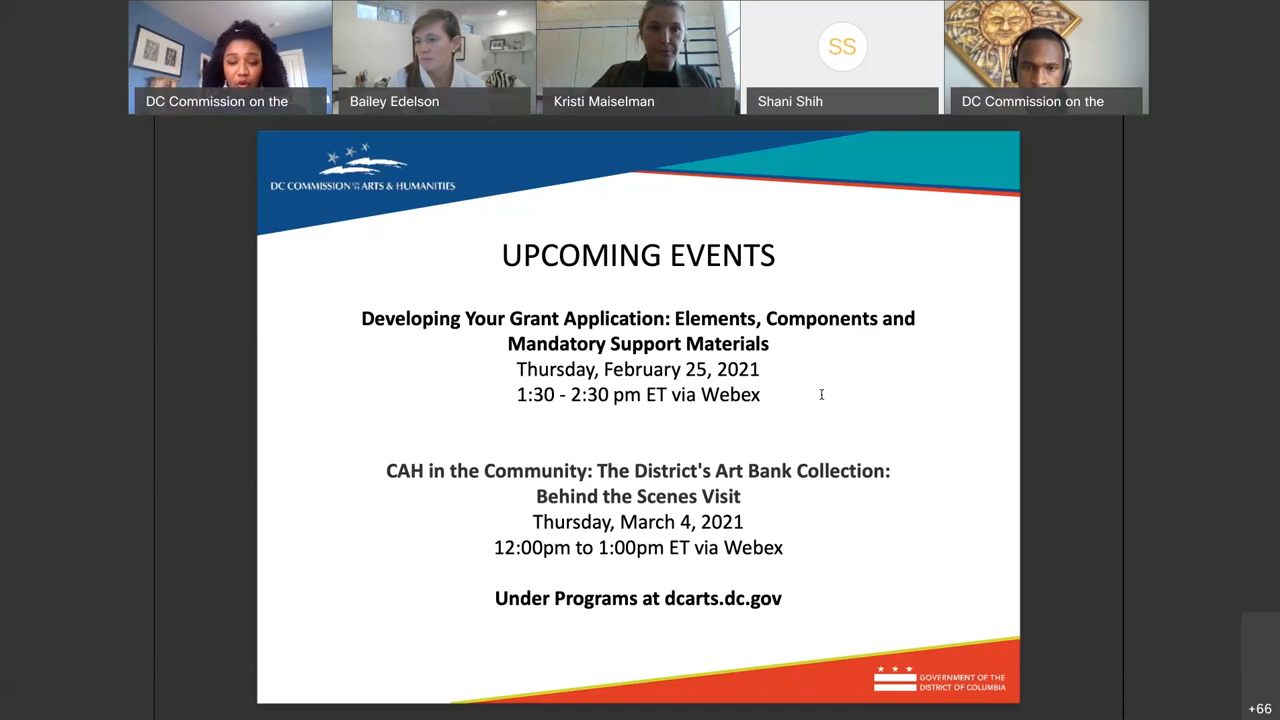 DC Commission on the
Bailey Edelson
Kristi Maiselman
SS
Shani Shih
DC Commission on the
DC COMMISSION ON THE ARTS & HUMANITIES
UPCOMING EVENTS
Developing Your Grant Application: Elements, Components and
Mandatory Support Materials
Thursday, February 25, 2021
1:30 - 2:30 pm ET via Webex
CAH in the Community: The District's Art Bank Collection:
Behind the Scenes Visit
Thursday, March 4, 2021
12:00pm to 1:00pm ET via Webex
Under Programs at dcarts.dc.gov
GOVERNMENT OF THE
DISTRICT OF COLUMBIA
+66